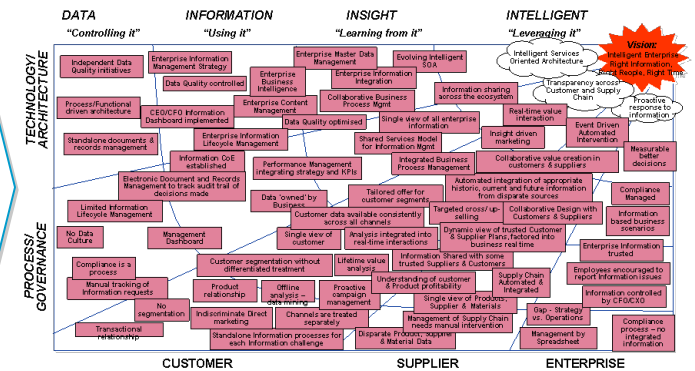 DATA
INFORMATION
INSIGHT
INTELLIGENT
“Controlling it”
“Using it”
“Learning from it”
“Leveraging it”
TECHNOLOGY/
ARCHITECTURE
PROCESS/
GOVERNANCE
Vision:
Intelligent Enterprise
Right Information,
Right People, Right Time
Intelligent Services
Oriented Architecture
Transparency across
Customer and Supply
Chain
Proactive
response to
information
Independent Data
Quality initiatives
Enterprise Information
Management Strategy
Enterprise Master Data
Management
Evolving Intelligent
SOA
Data Quality controlled
Enterprise
Business
Intelligence
Enterprise Information
Integration
Information sharing
across the ecosystem
Process/Functional
driven architecture
CEO/CFO Information
Dashboard implemented
Enterprise Content
Management
Collaborative Business
Process Mgmt
Real-time value
interaction
Data Quality optimised
Single view of all enterprise
information
Event Driven
Automated
Intervention
Standalone documents &
records management
Enterprise Information
Lifecycle Management
Shared Services Model
for Information Mgmt
Insight driven
marketing
Measurable
better
decisions
Information CoE
established
Performance Management
integrating strategy and KPIs
Integrated Business
Process Management
Collaborative value creation in
customers & suppliers
Electronic Document and Records
Management to track audit trail of
decisions made
Data ‘owned’ by
Business
Tailored offer for
customer segments
Automated integration of appropriate
historic, current and future information
from disparate sources
Compliance
Managed
Limited Information
Lifecycle Management
Customer data available consistently
across all channels
Targeted cross/ up-
selling
Collaborative Design with
Customers & Suppliers
Information
based business
scenarios
No Data
Culture
Management
Dashboard
Single view of
customer
Analysis integrated into
real-time interactions
Dynamic view of trusted Customer
& Supplier Plans, factored into
business real time
Enterprise Information
trusted
Compliance is a
process
Customer segmentation without
differentiated treatment
Lifetime value
analysis
Information Shared with some
trusted Suppliers & Customers
Employees encouraged to
report Information issues
Manual tracking of
Information requests
Product
relationship
Offline
analysis –
data mining
Proactive
campaign
management
Understanding of customer
& Product profitability
Supply Chain
Automated &
Integrated
Information controlled
by CFO/CXO
No
segmentation
Indiscriminate Direct
marketing
Channels are treated
separately
Single view of Product,
Supplier & Materials
Management of Supply Chain
needs manual intervention
Gap - Strategy
vs. Operations
Compliance
process – no
integrated
information
Transactional
relationship
Standalone Information processes for
each Information challenge
Disparate Product, Supplier
& Material Data
Management by
Spreadsheet
CUSTOMER
SUPPLIER
ENTERPRISE